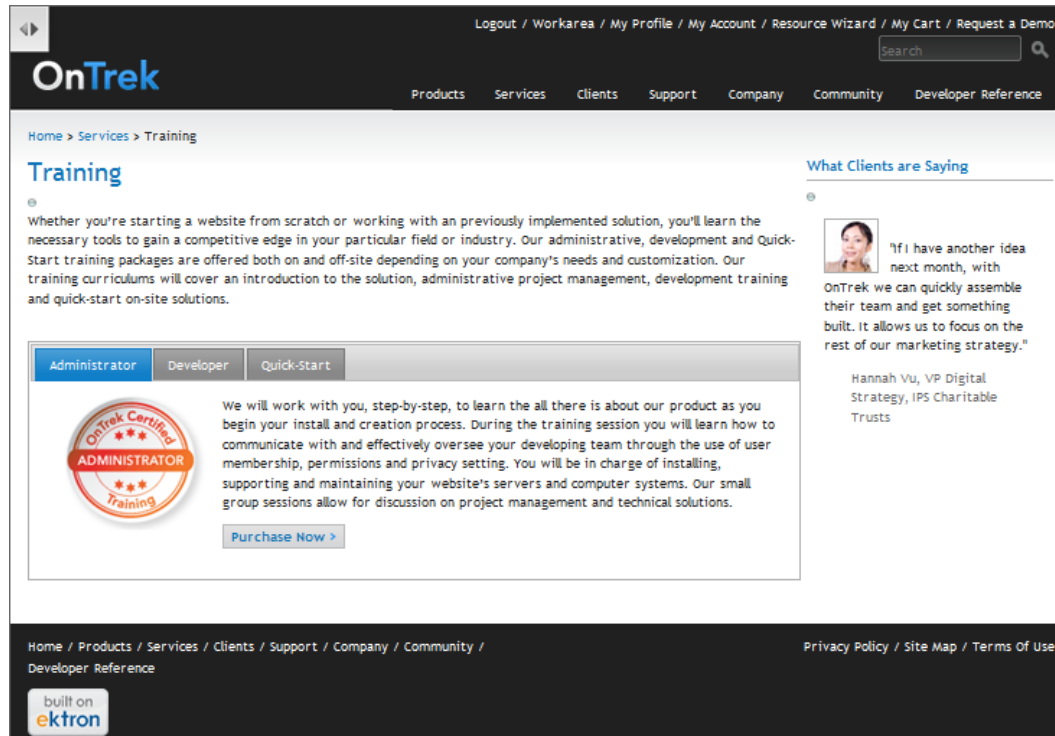 Logout / Workarea / My Profile / My Account / Resource Wizard / My Cart / Request a Demo
Search
OnTrek
Products Services Clients Support Company Community Developer Reference
Home > Services > Training
Training
Whether you're starting a website from scratch or working with an previously implemented solution, you'll learn the
necessary tools to gain a competitive edge in your particular field or industry. Our administrative, development and Quick-
Start training packages are offered both on and off-site depending on your company's needs and customization. Our
training curriculums will cover an introduction to the solution, administrative project management, development training
and quick-start on-site solutions.
Administrator Developer Quick-Start
OnTrek Certified
ADMINISTRATOR
Training
We will work with you, step-by-step, to learn the all there is about our product as you
begin your install and creation process. During the training session you will learn how to
communicate with and effectively oversee your developing team through the use of user
membership, permissions and privacy setting. You will be in charge of installing,
supporting and maintaining your website's servers and computer systems. Our small
group sessions allow for discussion on project management and technical solutions.
Purchase Now >
What Clients are Saying
"If I have another idea
next month, with
OnTrek we can quickly assemble
their team and get something
built. It allows us to focus on the
rest of our marketing strategy."
Hannah Vu, VP Digital
Strategy, IPS Charitable
Trusts
Home / Products / Services / Clients / Support / Company / Community /
Developer Reference
Privacy Policy / Site Map / Terms Of Use
built on
ektron